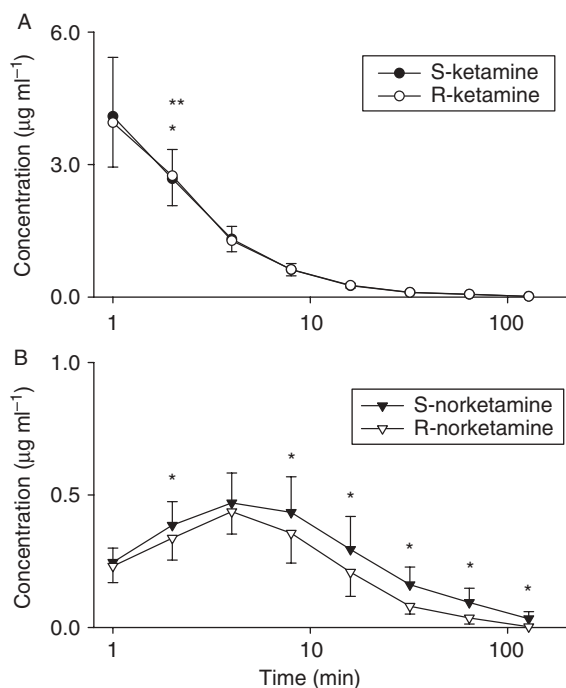 A
6.0
3.0
0.0
Concentration (µg ml⁻¹)
S-ketamine
R-ketamine
**
*
1
10
100
B
1.0
0.5
0.0
Concentration (µg ml⁻¹)
S-norketamine
R-norketamine
*
*
*
*
*
*
1
10
100
Time (min)